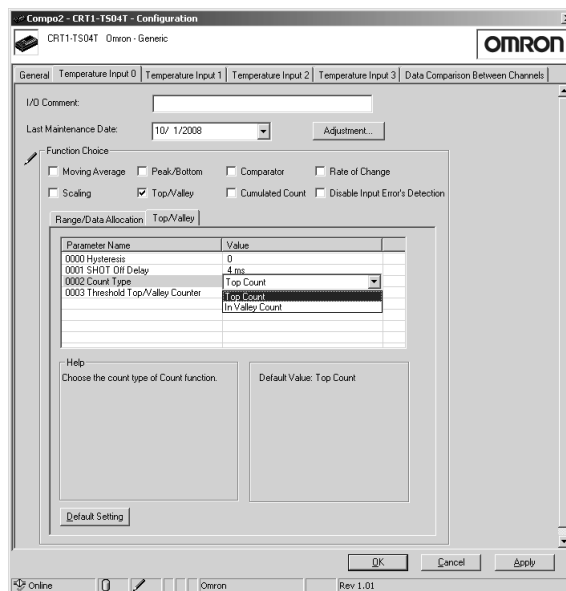 Compo2 - CRT1-TS04T - Configuration
CRT1-TS04T Omron - Generic
OMRON
General Temperature Input 0 Temperature Input 1 Temperature Input 2 Temperature Input 3 Data Comparison Between Channels
I/O Comment:
Last Maintenance Date: 10/ 1/2008 Adjustment...
Function Choice
Moving Average Peak/Bottom Comparator Rate of Change
Scaling Top/Valley Cumulated Count Disable Input Error's Detection
Range/Data Allocation Top/Valley
Parameter Name Value
0000 Hysteresis 0
0001 SHOT Off Delay 4 ms
0002 Count Type Top Count
0003 Threshold Top/Valley Counter Top Count
In Valley Count
Help
Choose the count type of Count function. Default Value: Top Count
Default Setting
OK Cancel Apply
Online Omron Rev 1.01